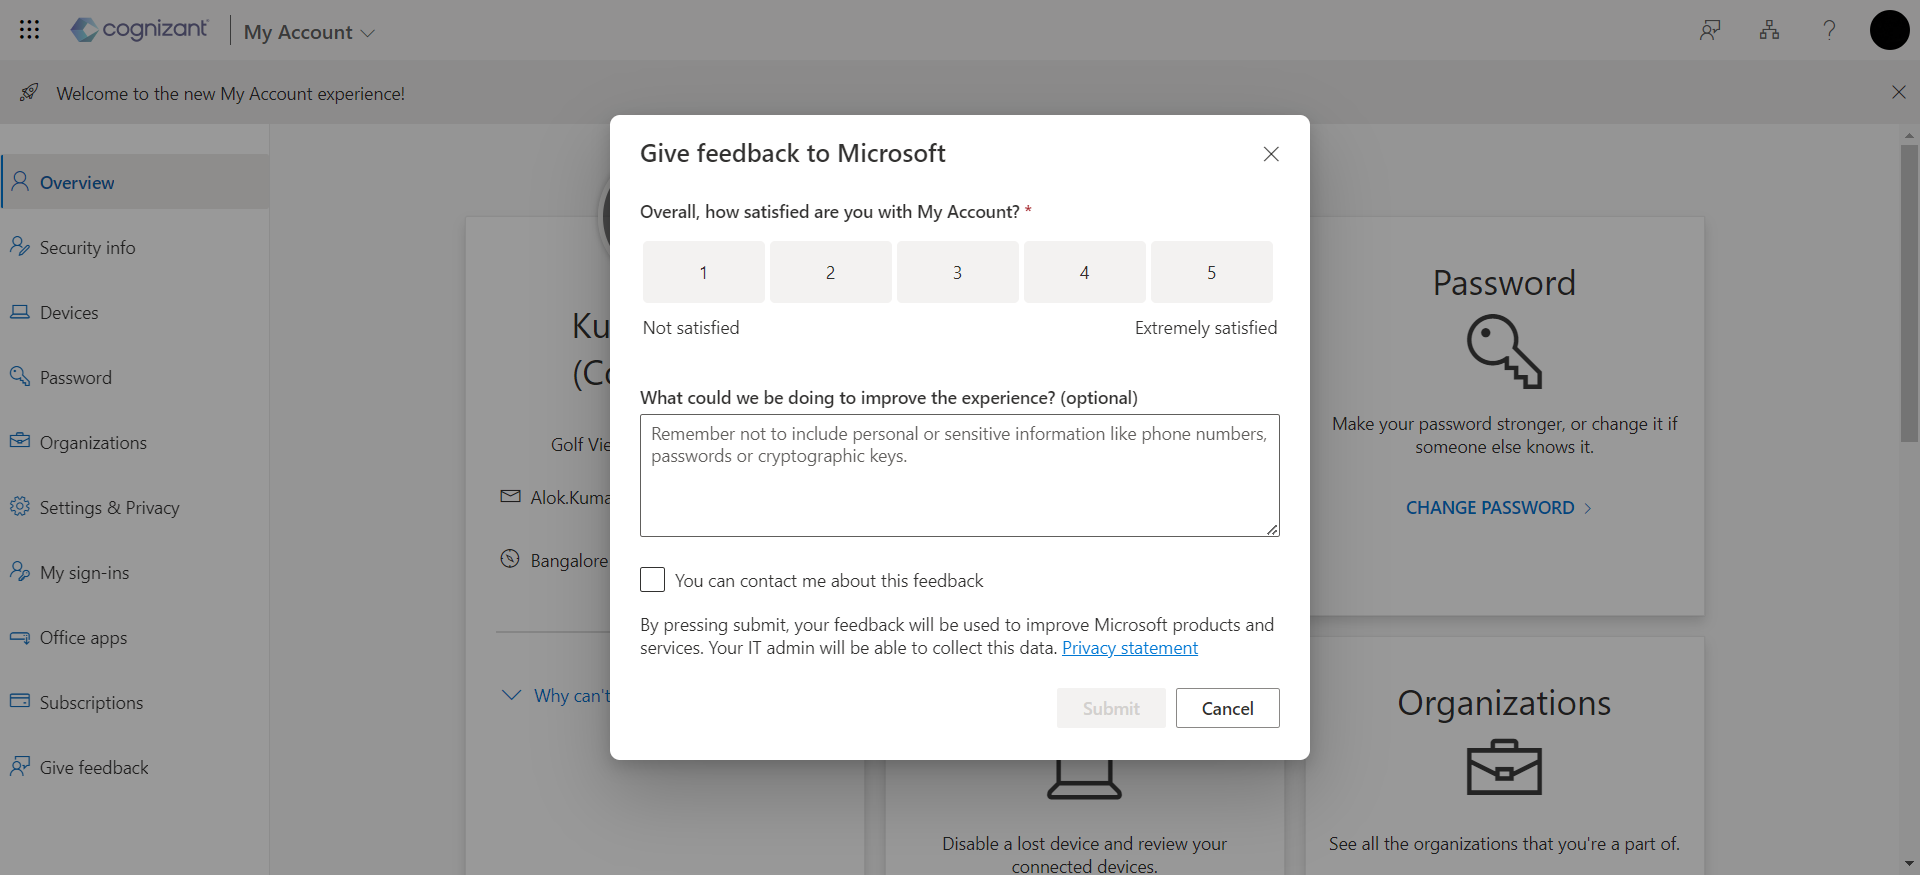 cognizant
My Account
Welcome to the new My Account experience!
Overview
Security info
Devices
Password
Organizations
Settings & Privacy
My sign-ins
Office apps
Subscriptions
Give feedback
Golf
Alok.
Bangalore
Why can't
Give feedback to Microsoft
Overall, how satisfied are you with My Account? *
1 2 3 4 5
Not satisfied Extremely satisfied
What could we be doing to improve the experience? (optional)
Remember not to include personal or sensitive information like phone numbers,
passwords or cryptographic keys.
You can contact me about this feedback
By pressing submit, your feedback will be used to improve Microsoft products and
services. Your IT admin will be able to collect this data. Privacy statement
Submit Cancel
Disable a lost device and review your
connected devices.
Password
Make your password stronger, or change it if
someone else knows it.
CHANGE PASSWORD
Organizations
See all the organizations that you're a part of.